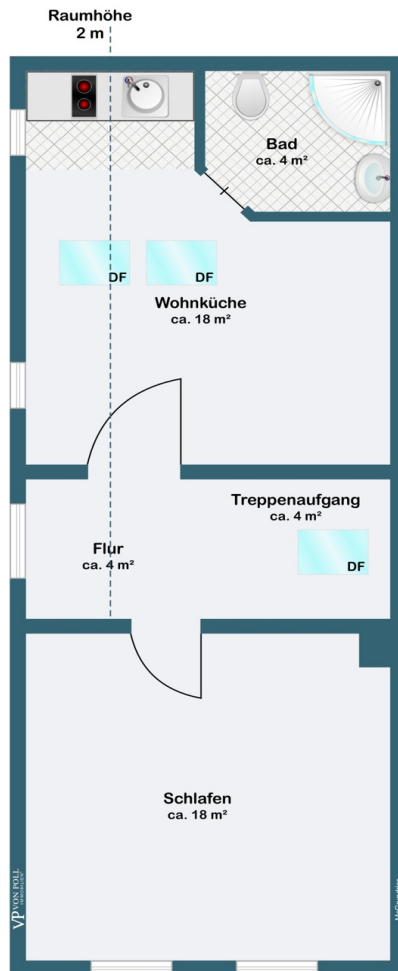 Raumhöhe
2 m
Bad
ca. 4 m²
DF
DF
Wohnküche
ca. 18 m²
Treppenaufgang
ca. 4 m²
Flur
ca. 4 m²
DF
Schlafen
ca. 18 m²
VP VON POLL
IMMOBILIEN